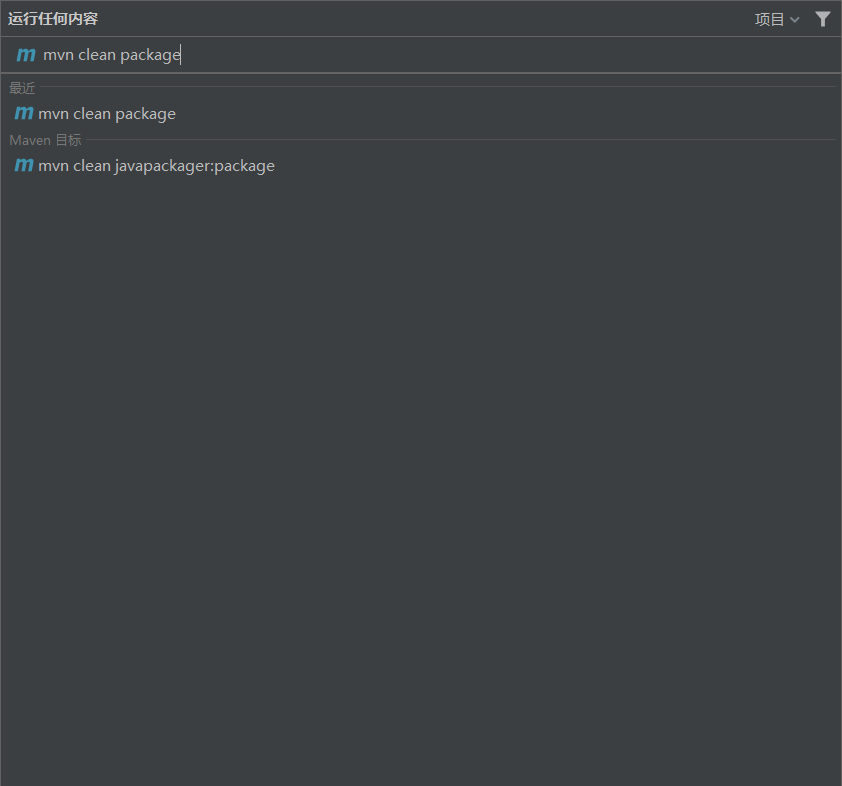 运行任何内容 项目
m mvn clean package
最近
m mvn clean package
Maven 目标
m mvn clean javapackager:package